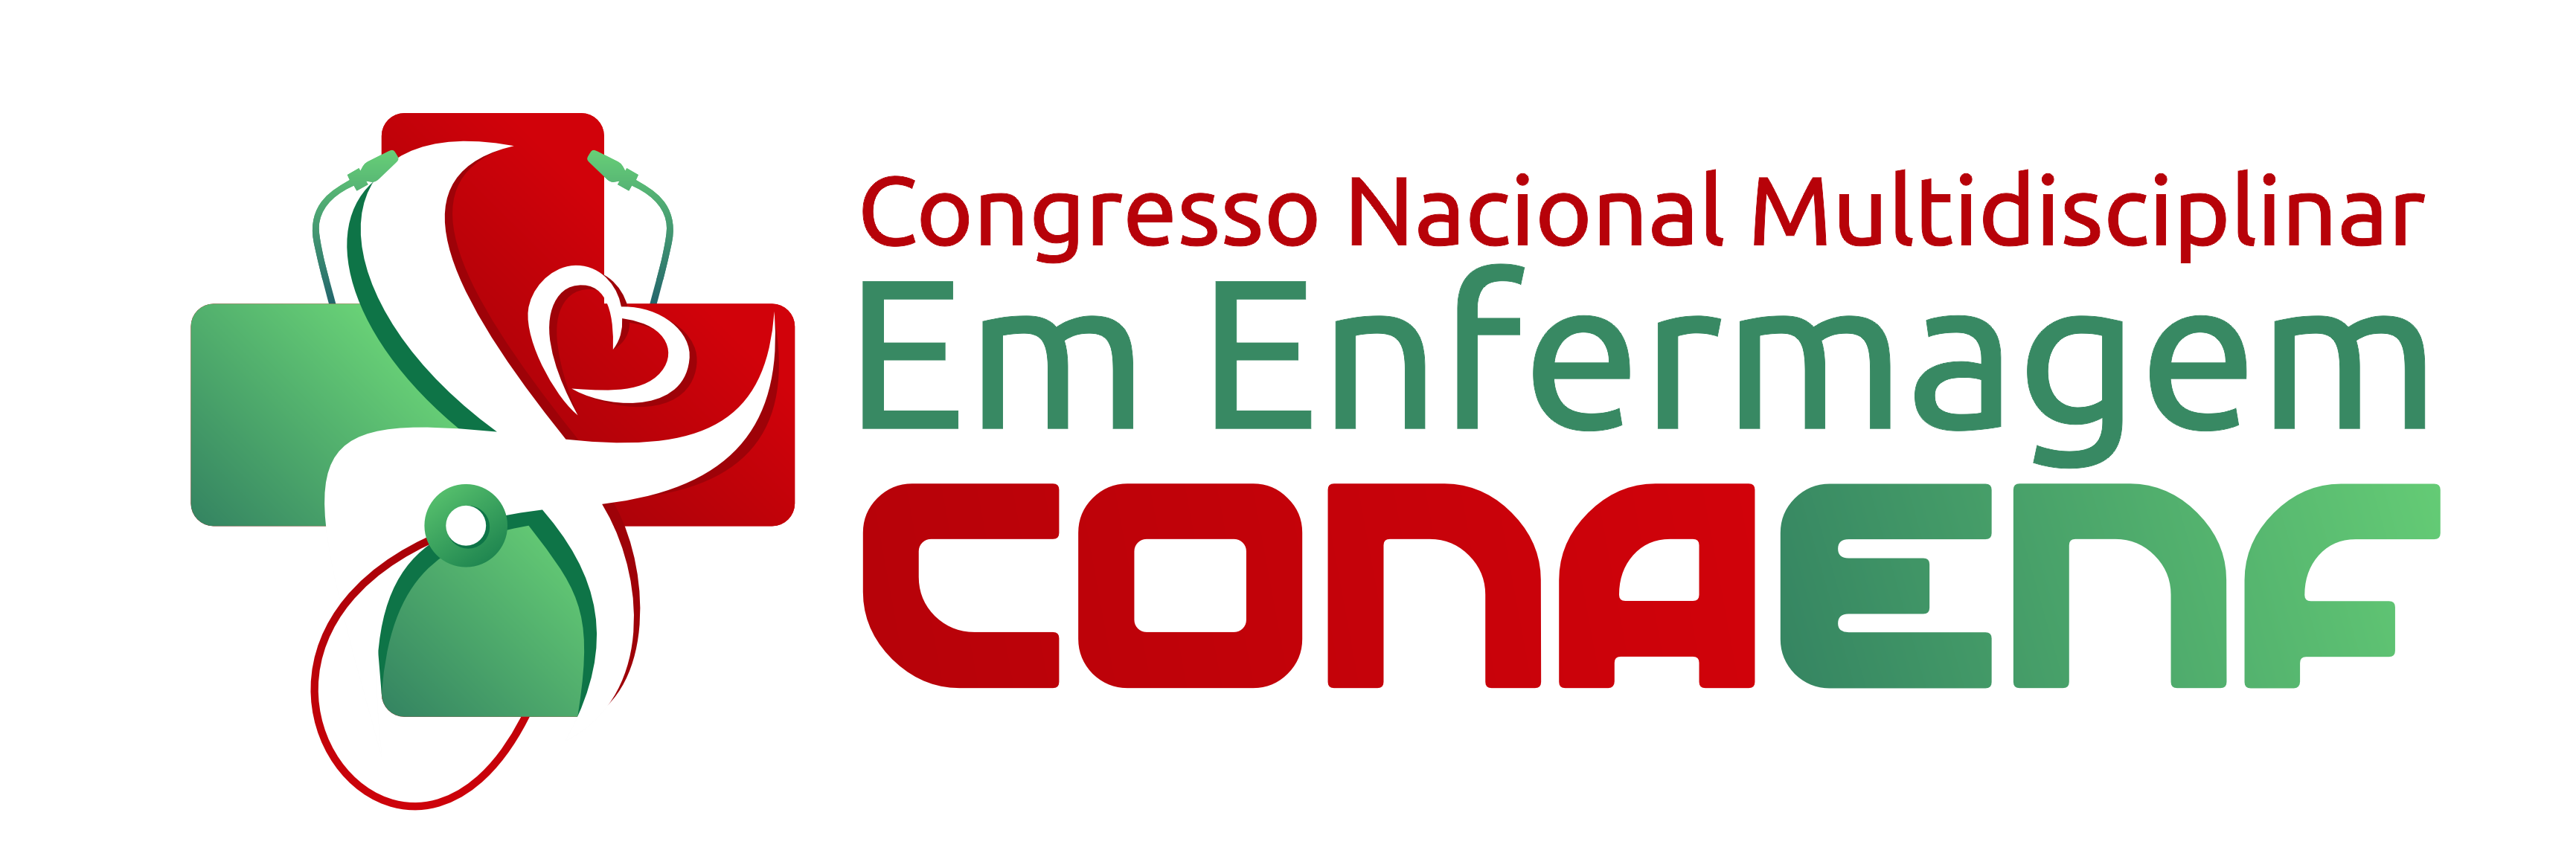 Congresso Nacional Multidisciplinar
Em Enfermagem
CONAENF